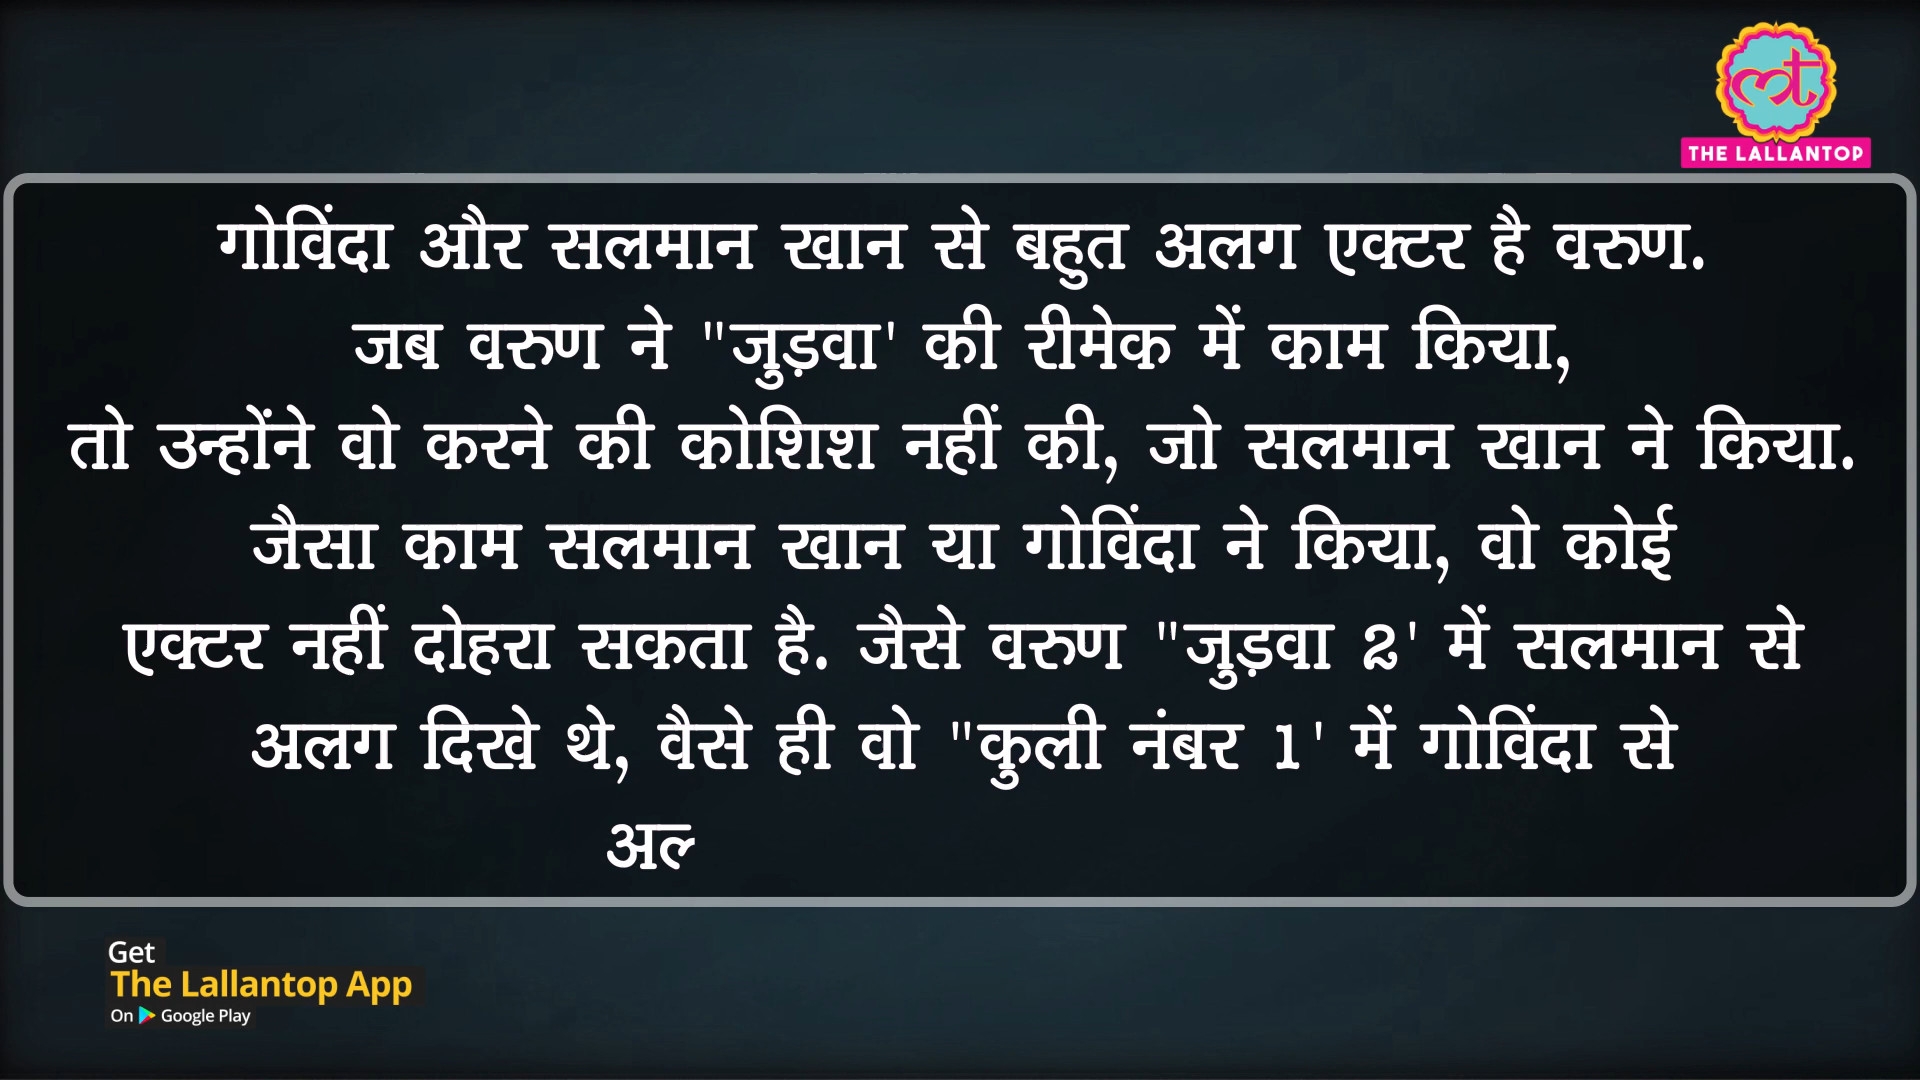 लt
THE LALLANTOP
गोविंदा और सलमान खान से बहुत अलग एक्टर है वरुण.
जब वरुण ने "जुड़वा' की रीमेक में काम किया,
तो उन्होंने वो करने की कोशिश नहीं की, जो सलमान खान ने किया.
जैसा काम सलमान खान या गोविंदा ने किया, वो कोई
एक्टर नहीं दोहरा सकता है. जैसे वरुण "जुड़वा 2' में सलमान से
अलग दिखे थे, वैसे ही वो "कुली नंबर 1' में गोविंदा से
Get
The Lallantop App
On Google Play